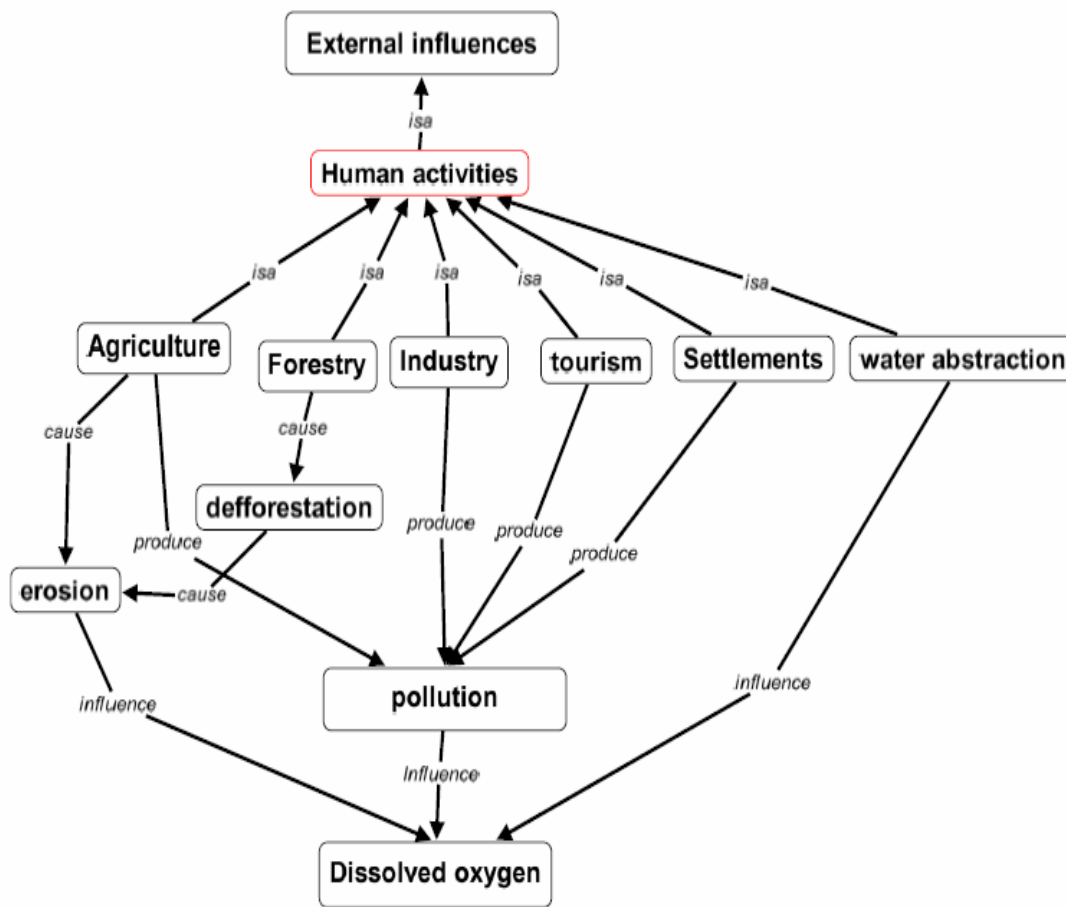 External influences
isa
Human activities
isa
isa
isa
isa
isa
isa
Agriculture
Forestry
Industry
tourism
Settlements
water abstraction
cause
cause
defforestation
produce
produce
produce
produce
erosion
cause
pollution
influence
influence
Influence
Dissolved oxygen